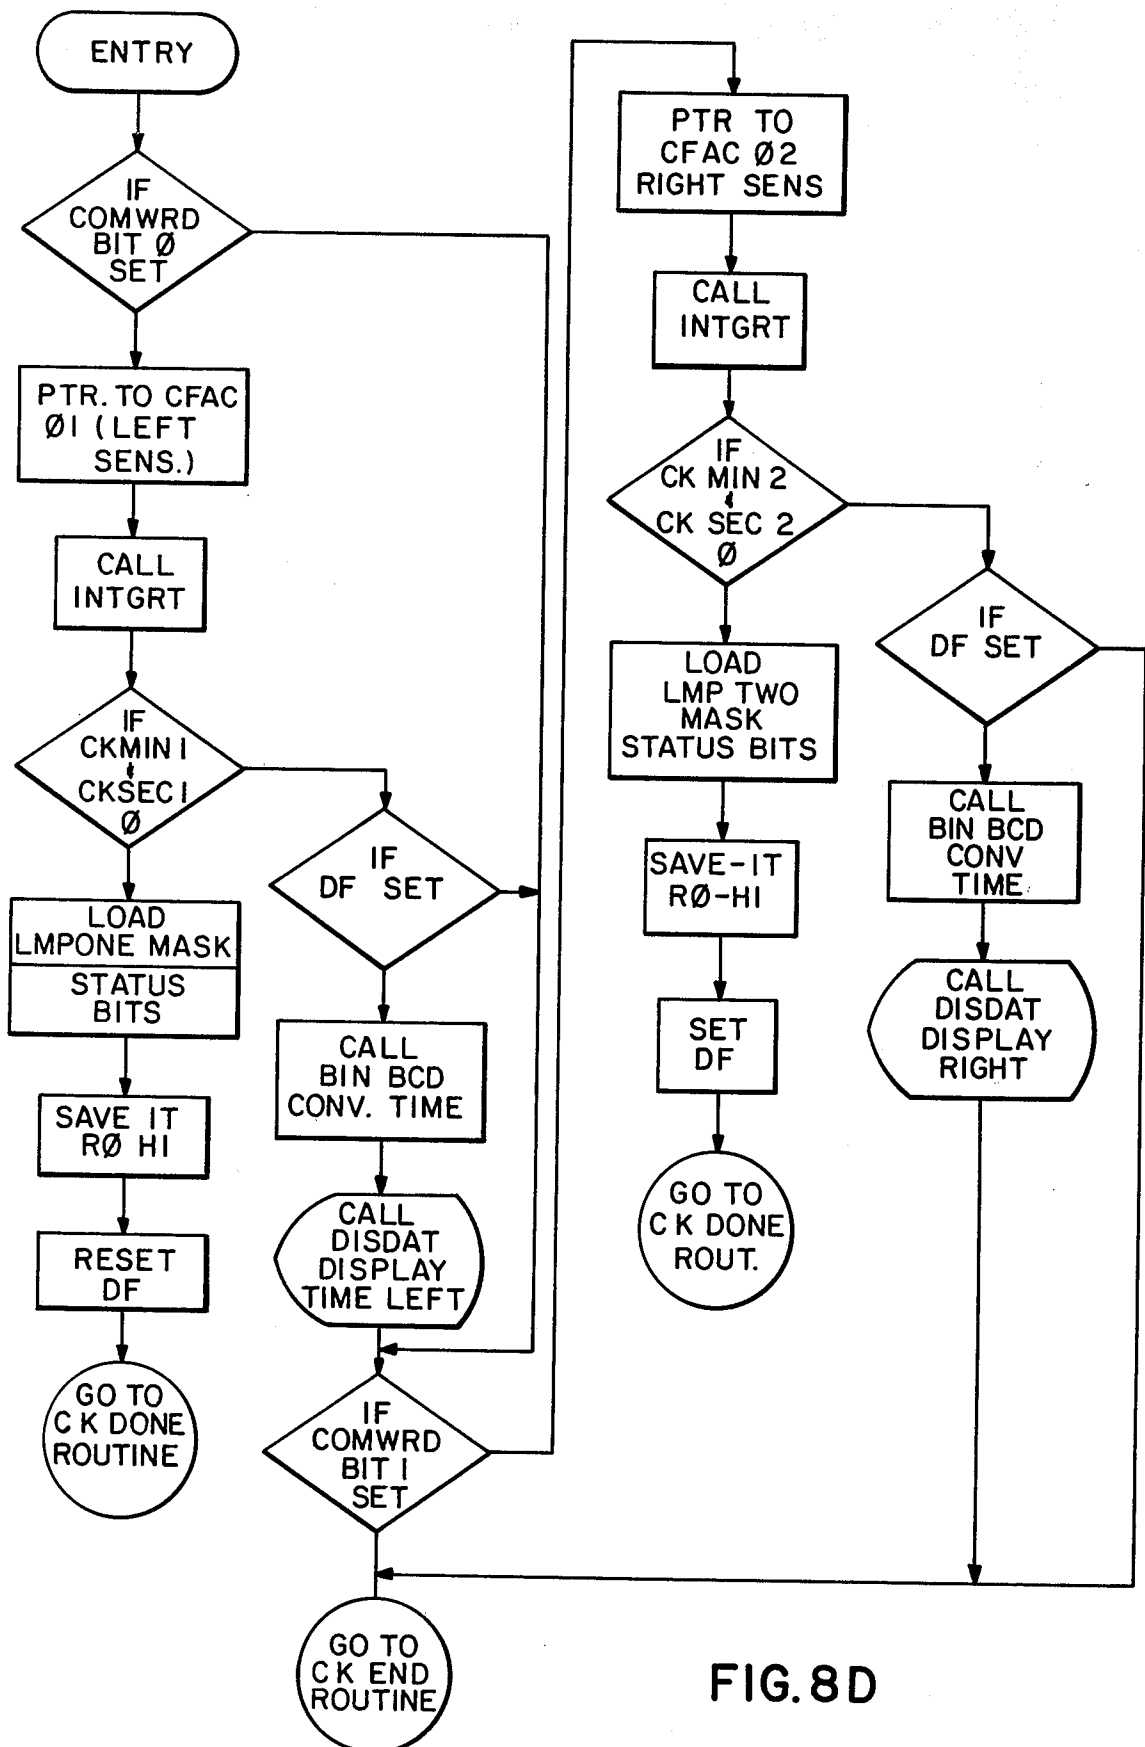 ENTRY
IF
COMWRD
BIT Ø
SET
PTR. TO CFAC
Ø1 (LEFT
SENS.)
CALL
INTGRT
IF
CKMIN 1
&
CKSEC 1
Ø
LOAD
LMPONE MASK
STATUS
BITS
SAVE IT
RØ HI
RESET
DF
GO TO
CK DONE
ROUTINE
IF
DF SET
CALL
BIN BCD
CONV. TIME
CALL
DISDAT
DISPLAY
TIME LEFT
IF
COMWRD
BIT 1
SET
GO TO
CK END
ROUTINE
PTR TO
CFAC Ø2
RIGHT SENS
CALL
INTGRT
IF
CK MIN 2
&
CK SEC 2
Ø
LOAD
LMP TWO
MASK
STATUS BITS
SAVE-IT
RØ-HI
SET
DF
GO TO
CK DONE
ROUT.
IF
DF SET
CALL
BIN BCD
CONV
TIME
CALL
DISDAT
DISPLAY
RIGHT
FIG. 8D